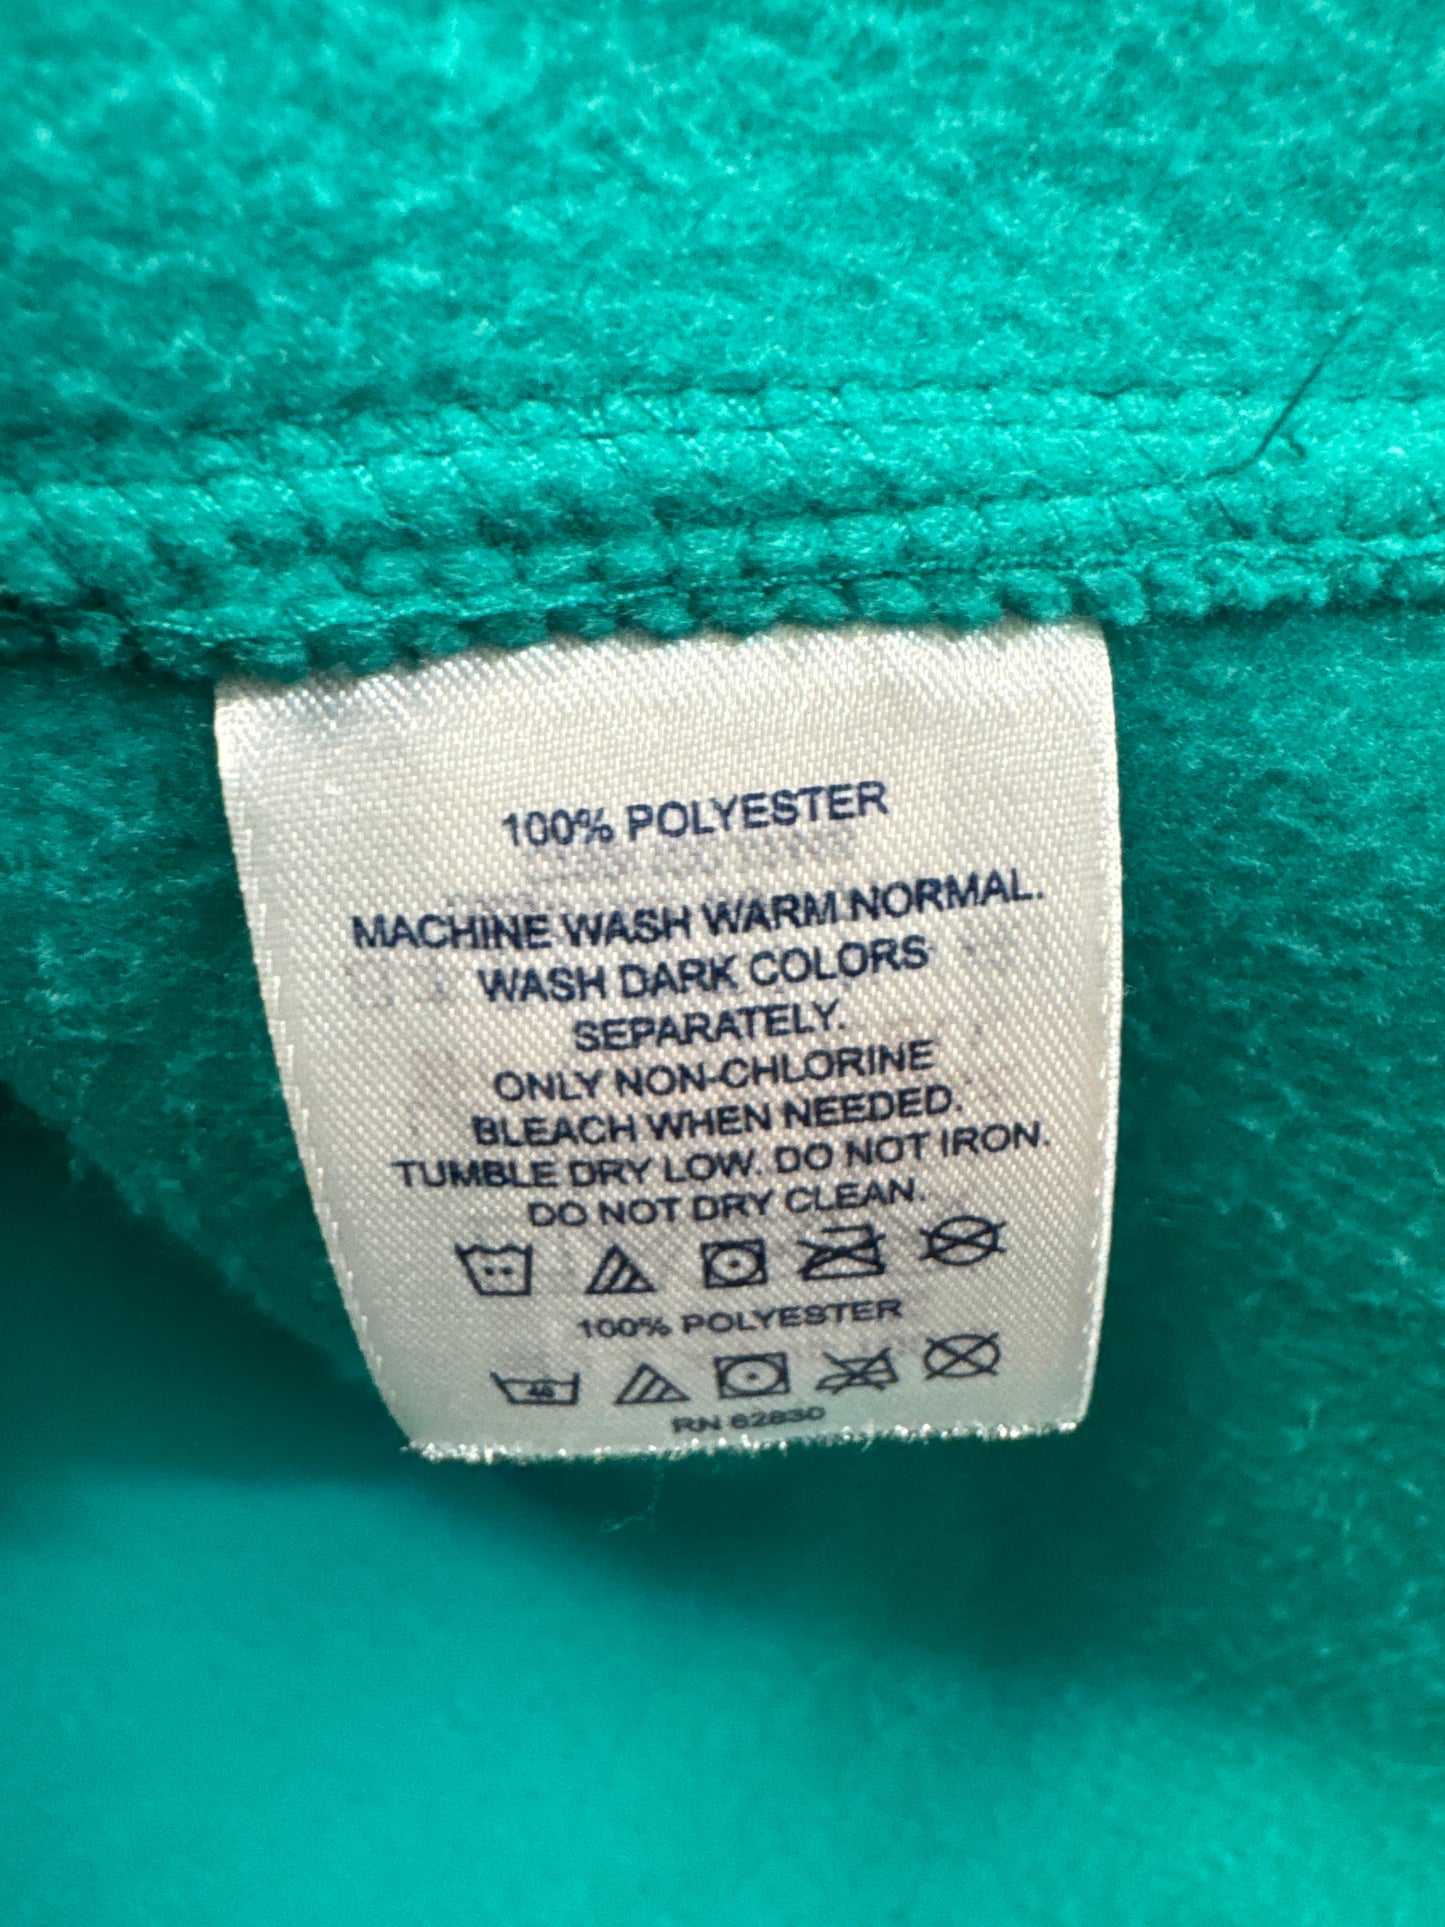 100% POLYESTER
MACHINE WASH WARM NORMAL.
WASH DARK COLORS
SEPARATELY.
ONLY NON-CHLORINE
BLEACH WHEN NEEDED.
TUMBLE DRY LOW. DO NOT IRON.
DO NOT DRY CLEAN.
100% POLYESTER
40
RN 62830